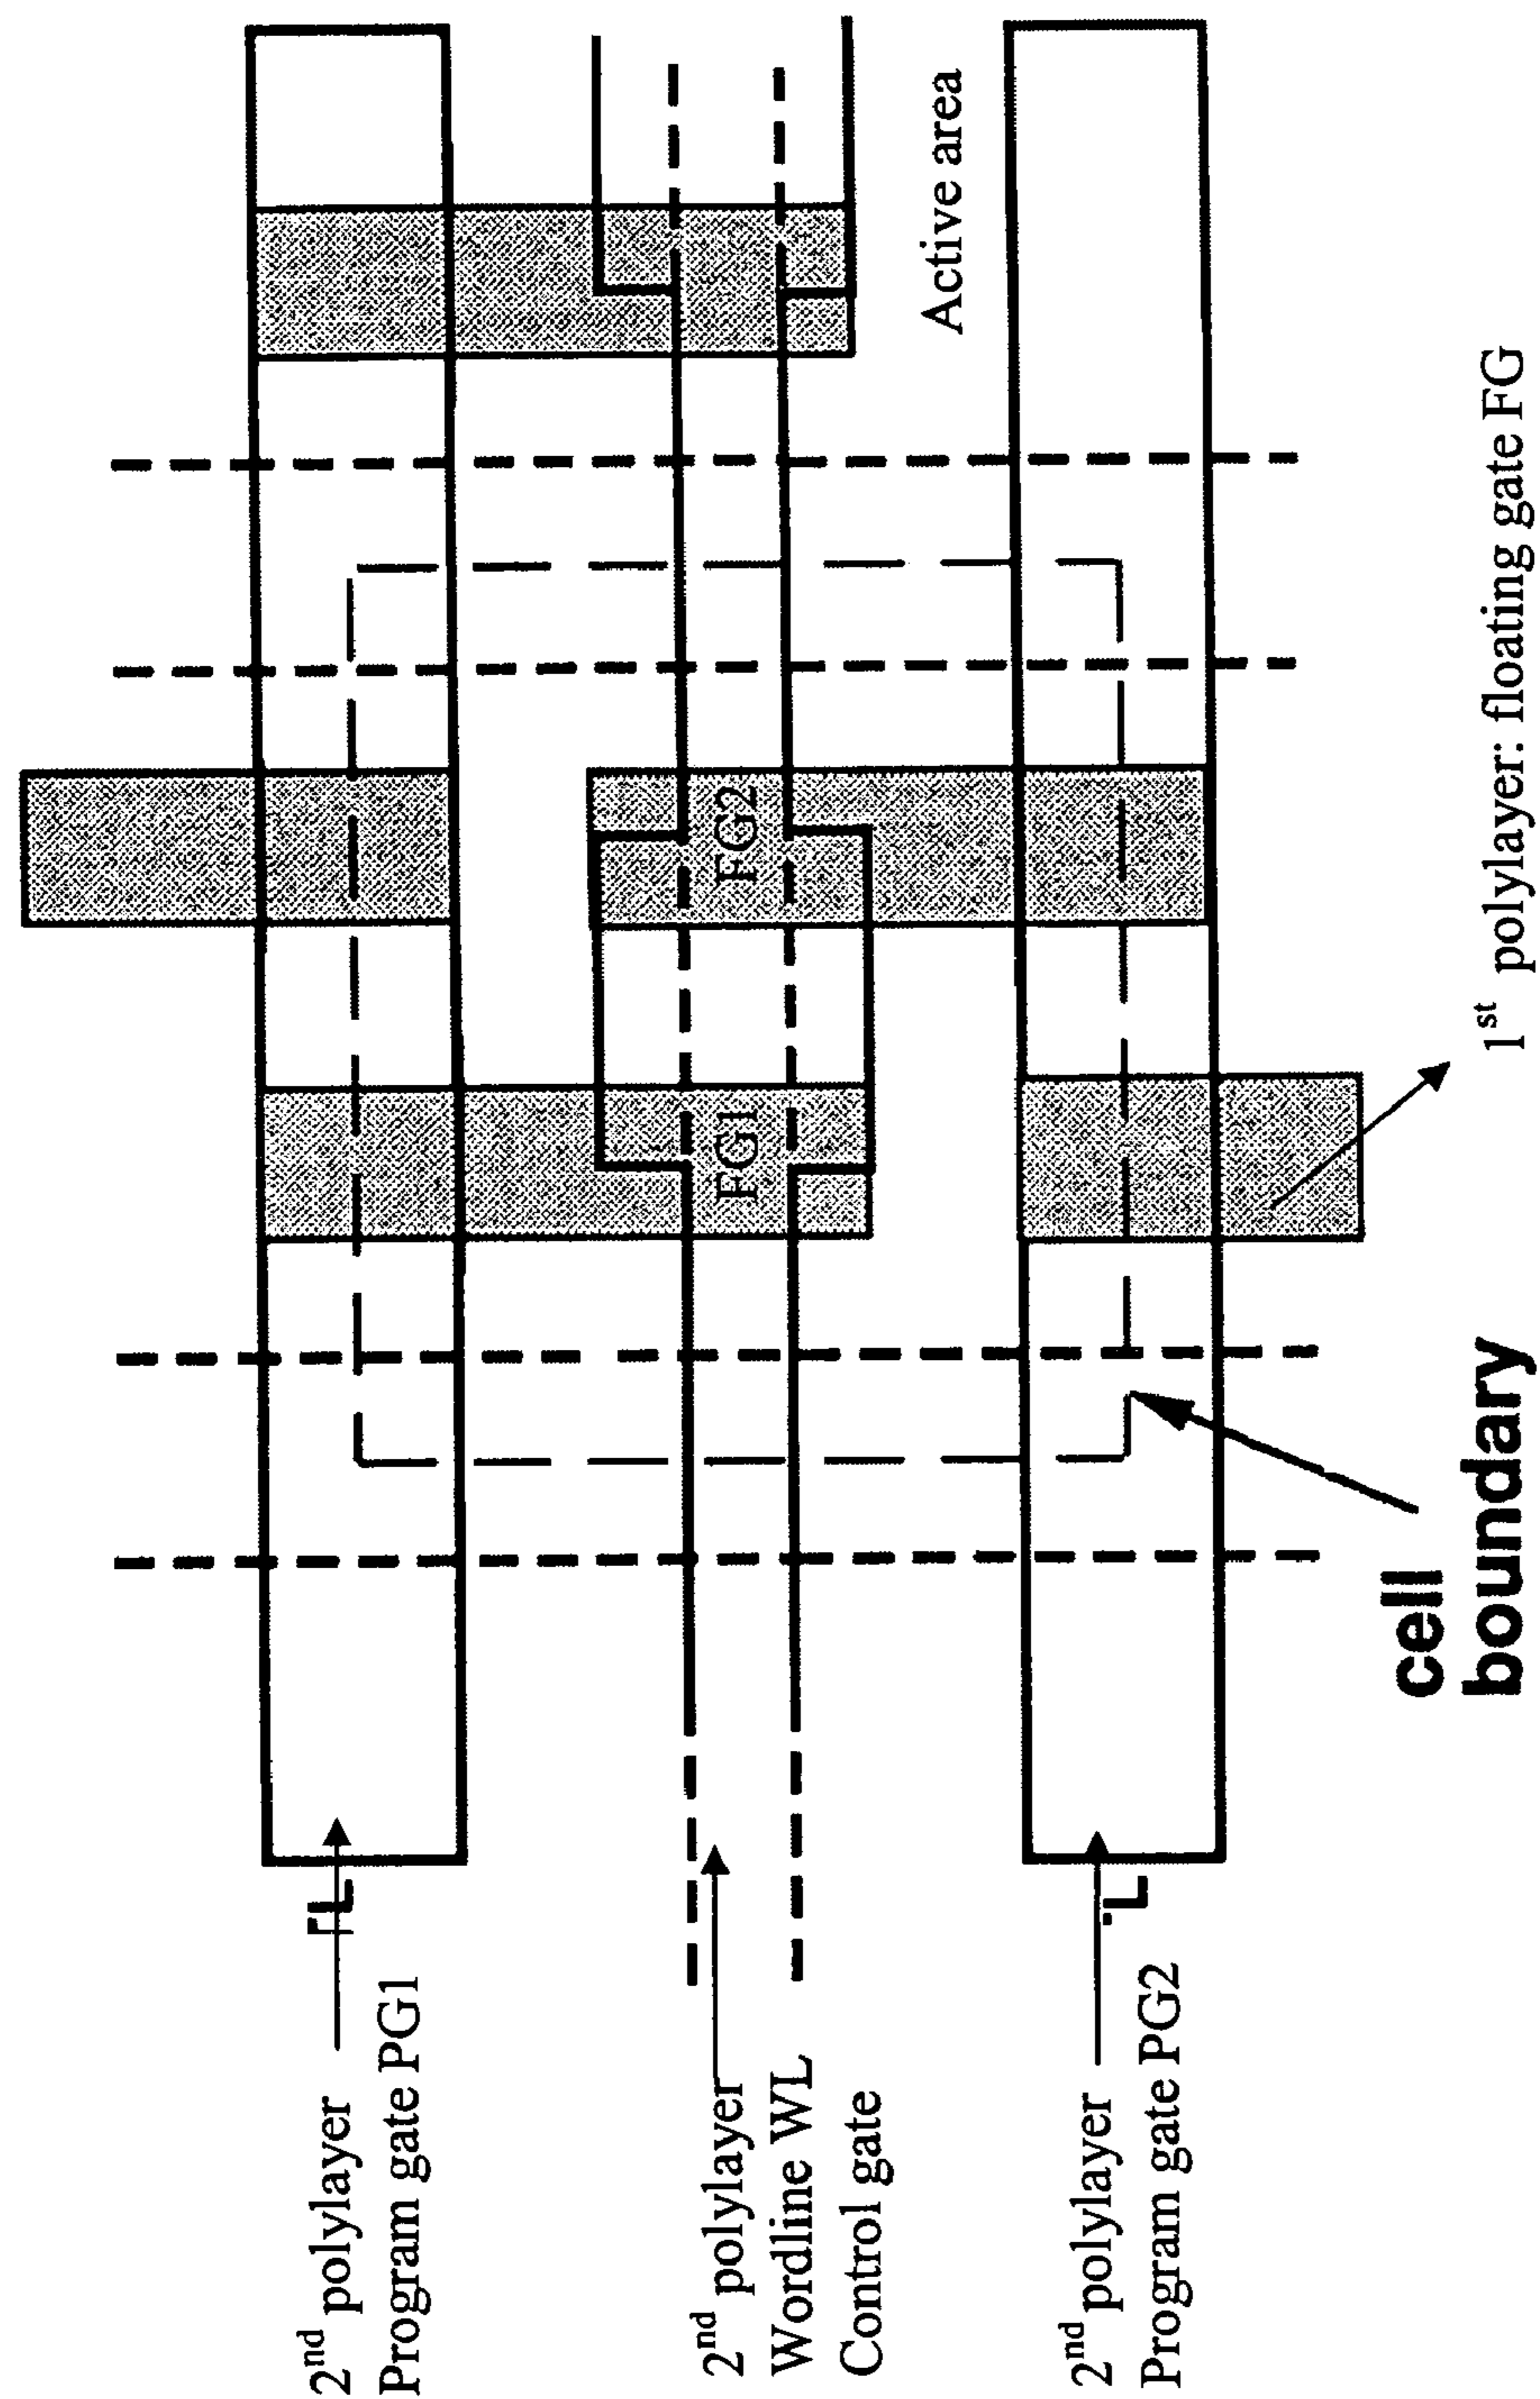 2nd polylayer
Program gate PG1
2nd polylayer
Wordline WL
Control gate
2nd polylayer
Program gate PG2
FG1
FG2
Active area
cell
boundary
1st polylayer: floating gate FG